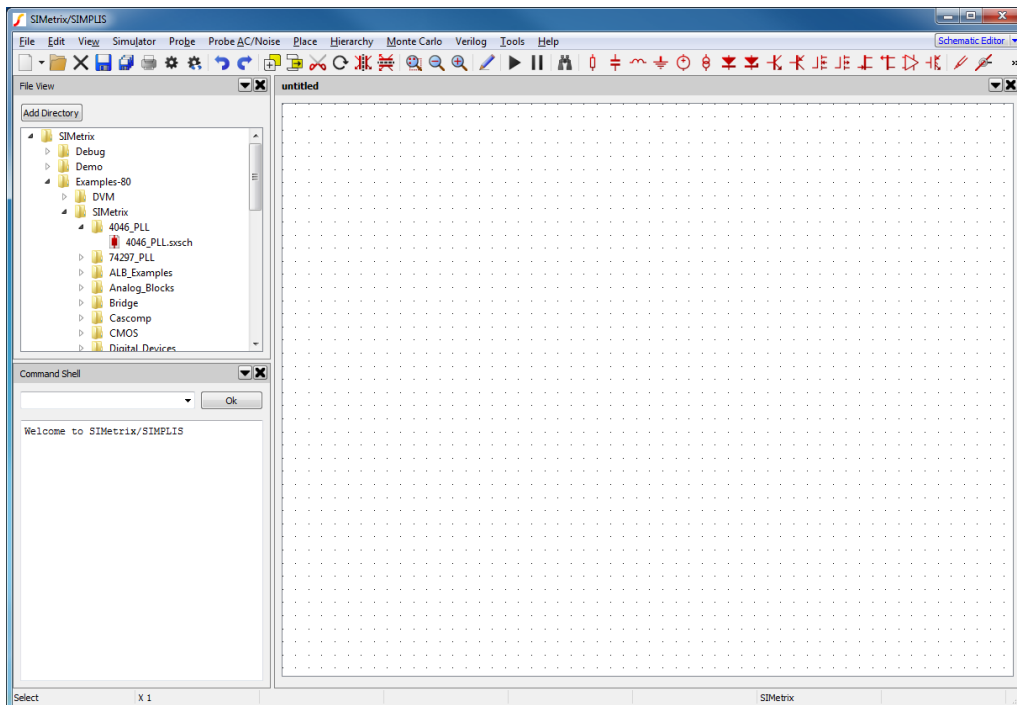 SIMetrix/SIMPLIS
File Edit View Simulator Probe Probe AC/Noise Place Hierarchy Monte Carlo Verilog Tools Help
Schematic Editor
File View
untitled
Add Directory
SIMetrix
Debug
Demo
Examples-80
DVM
SIMetrix
4046_PLL
4046_PLL.sxsch
74297_PLL
ALB_Examples
Analog_Blocks
Bridge
Cascomp
CMOS
Digital_Devices
Command Shell
Ok
Welcome to SIMetrix/SIMPLIS
Select X 1 SIMetrix